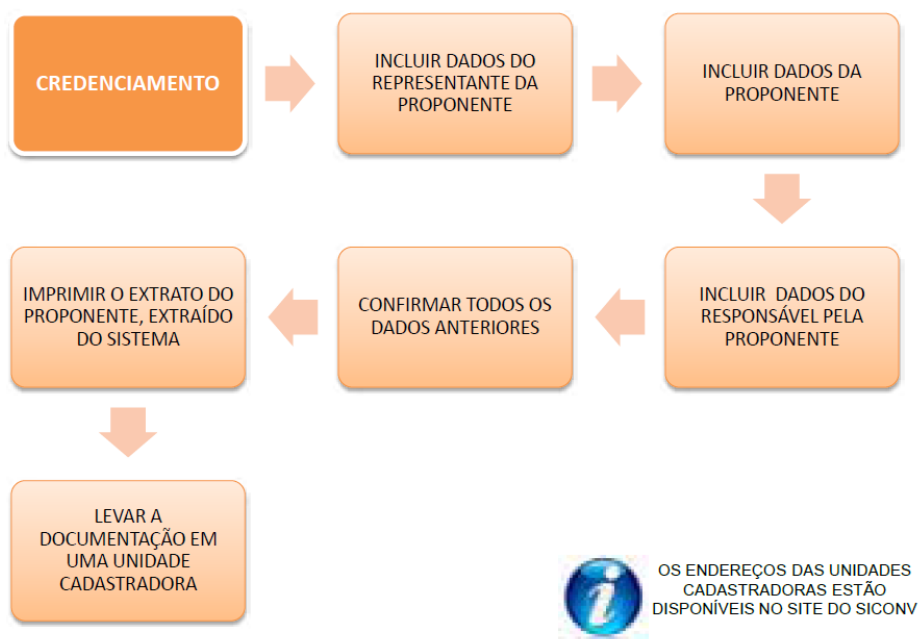 CREDENCIAMENTO
INCLUIR DADOS DO
REPRESENTANTE DA
PROPONENTE
INCLUIR DADOS DA
PROPONENTE
INCLUIR DADOS DO
RESPONSÁVEL PELA
PROPONENTE
CONFIRMAR TODOS OS
DADOS ANTERIORES
IMPRIMIR O EXTRATO DO
PROPONENTE, EXTRAÍDO
DO SISTEMA
LEVAR A
DOCUMENTAÇÃO EM
UMA UNIDADE
CADASTRADORA
i
OS ENDEREÇOS DAS UNIDADES
CADASTRADORAS ESTÃO
DISPONÍVEIS NO SITE DO SICONV